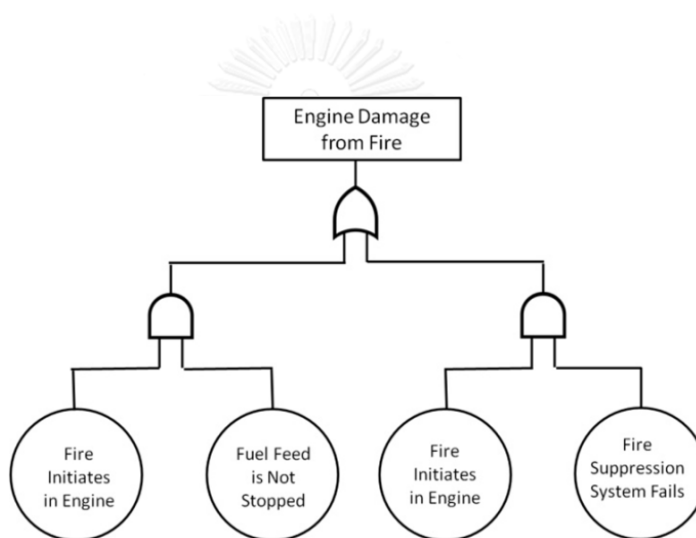 Engine Damage
from Fire
Fire
Initiates
in Engine
Fuel Feed
is Not
Stopped
Fire
Initiates
in Engine
Fire
Suppression
System Fails